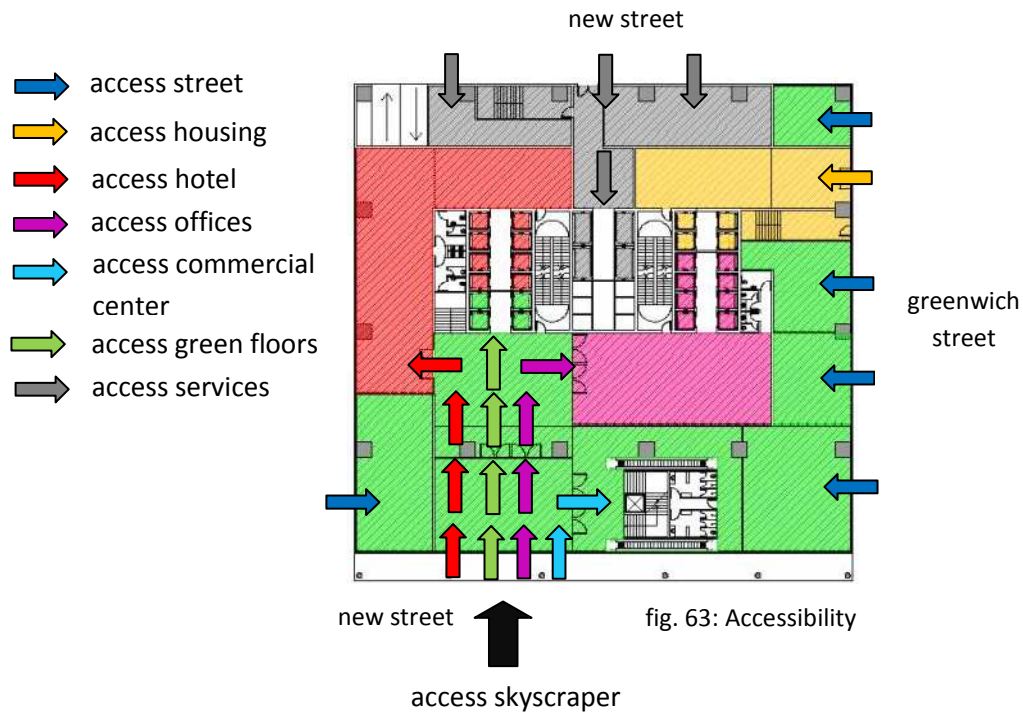 new street
access street
access housing
access hotel
access offices
access commercial
center
access green floors
access services
greenwich
street
new street
fig. 63: Accessibility
access skyscraper